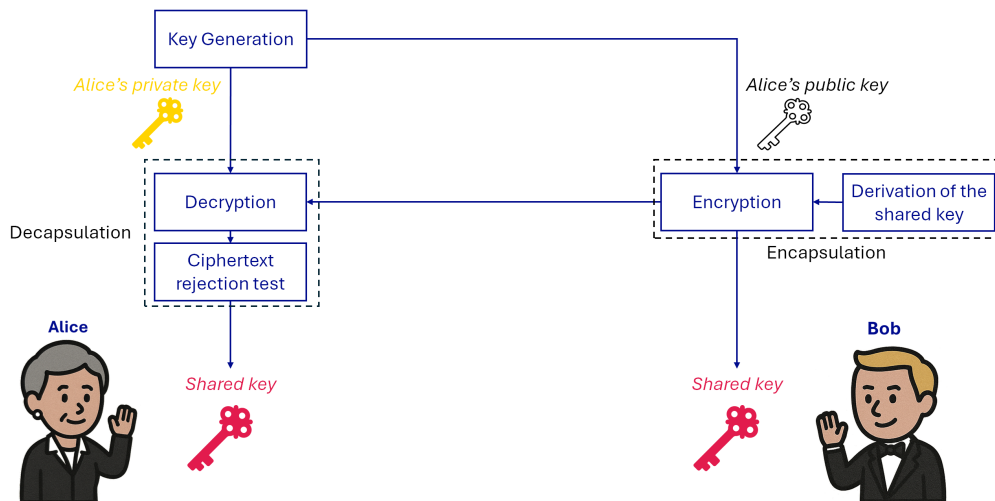 Key Generation
Alice's private key
Alice's public key
Decryption
Encryption
Derivation of the
shared key
Decapsulation
Ciphertext
rejection test
Encapsulation
Alice
Bob
Shared key
Shared key